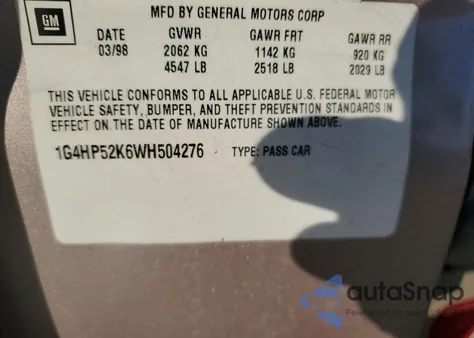 GM
MFD BY GENERAL MOTORS CORP
DATE GVWR GAWR FRT GAWR RR
03/98 2062 KG 1142 KG 920 KG
4547 LB 2518 LB 2029 LB
THIS VEHICLE CONFORMS TO ALL APPLICABLE U.S. FEDERAL MOTOR
VEHICLE SAFETY, BUMPER, AND THEFT PREVENTION STANDARDS IN
EFFECT ON THE DATE OF MANUFACTURE SHOWN ABOVE.
1G4HP52K6WH504276 TYPE: PASS CAR
autoSnap